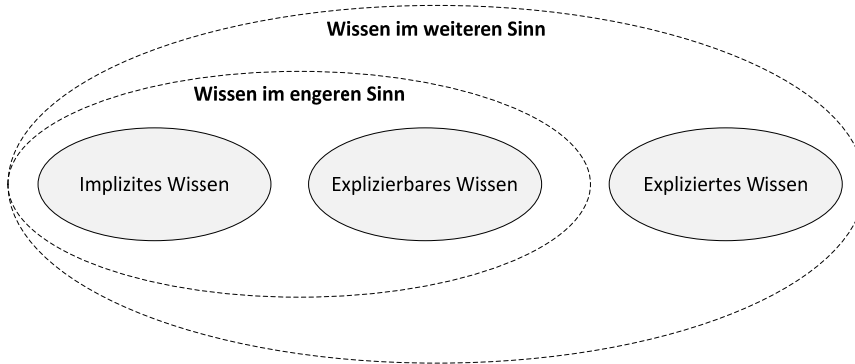 Wissen im weiteren Sinn
Wissen im engeren Sinn
Implizites Wissen
Explizierbares Wissen
Expliziertes Wissen